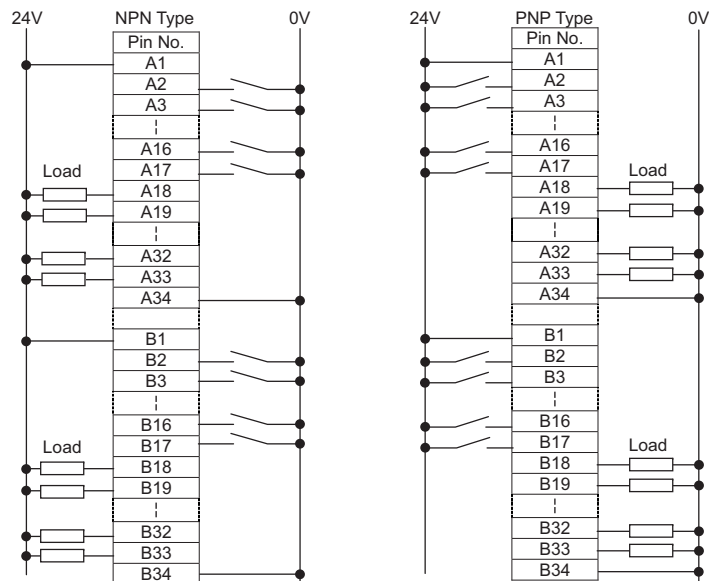 24V NPN Type 0V
Pin No.
A1
A2
A3
A16
A17
Load
A18
A19
A32
A33
A34
B1
B2
B3
B16
B17
Load
B18
B19
B32
B33
B34
24V PNP Type 0V
Pin No.
A1
A2
A3
A16
A17
Load
A18
A19
A32
A33
A34
B1
B2
B3
B16
B17
Load
B18
B19
B32
B33
B34